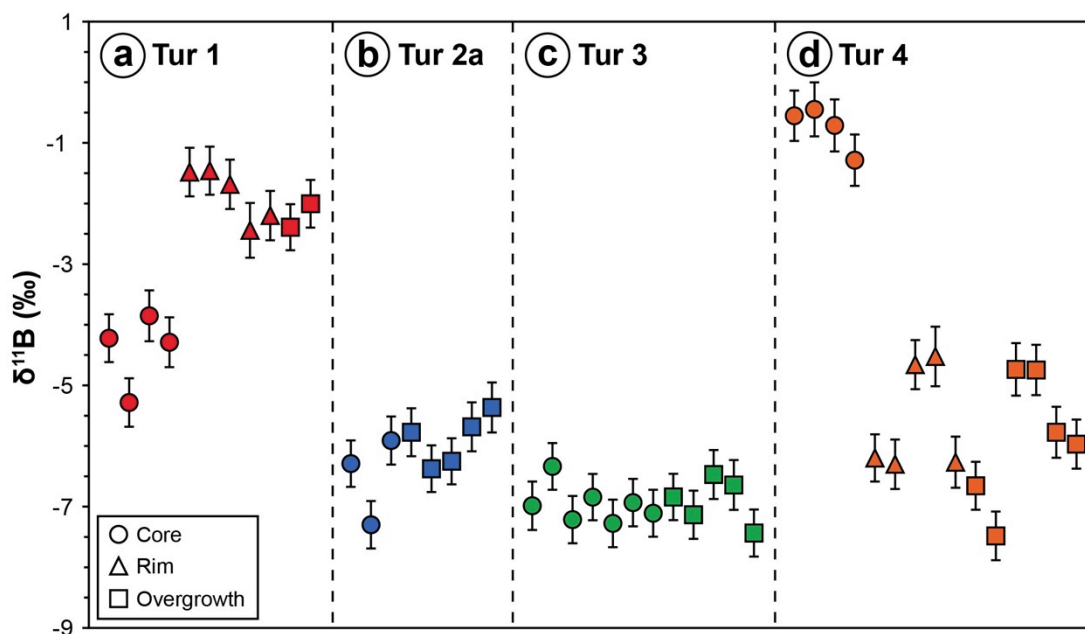 a Tur 1
b Tur 2a
c Tur 3
d Tur 4
1
-1
-3
-5
-7
-9
δ¹¹B (‰)
Core
Rim
Overgrowth